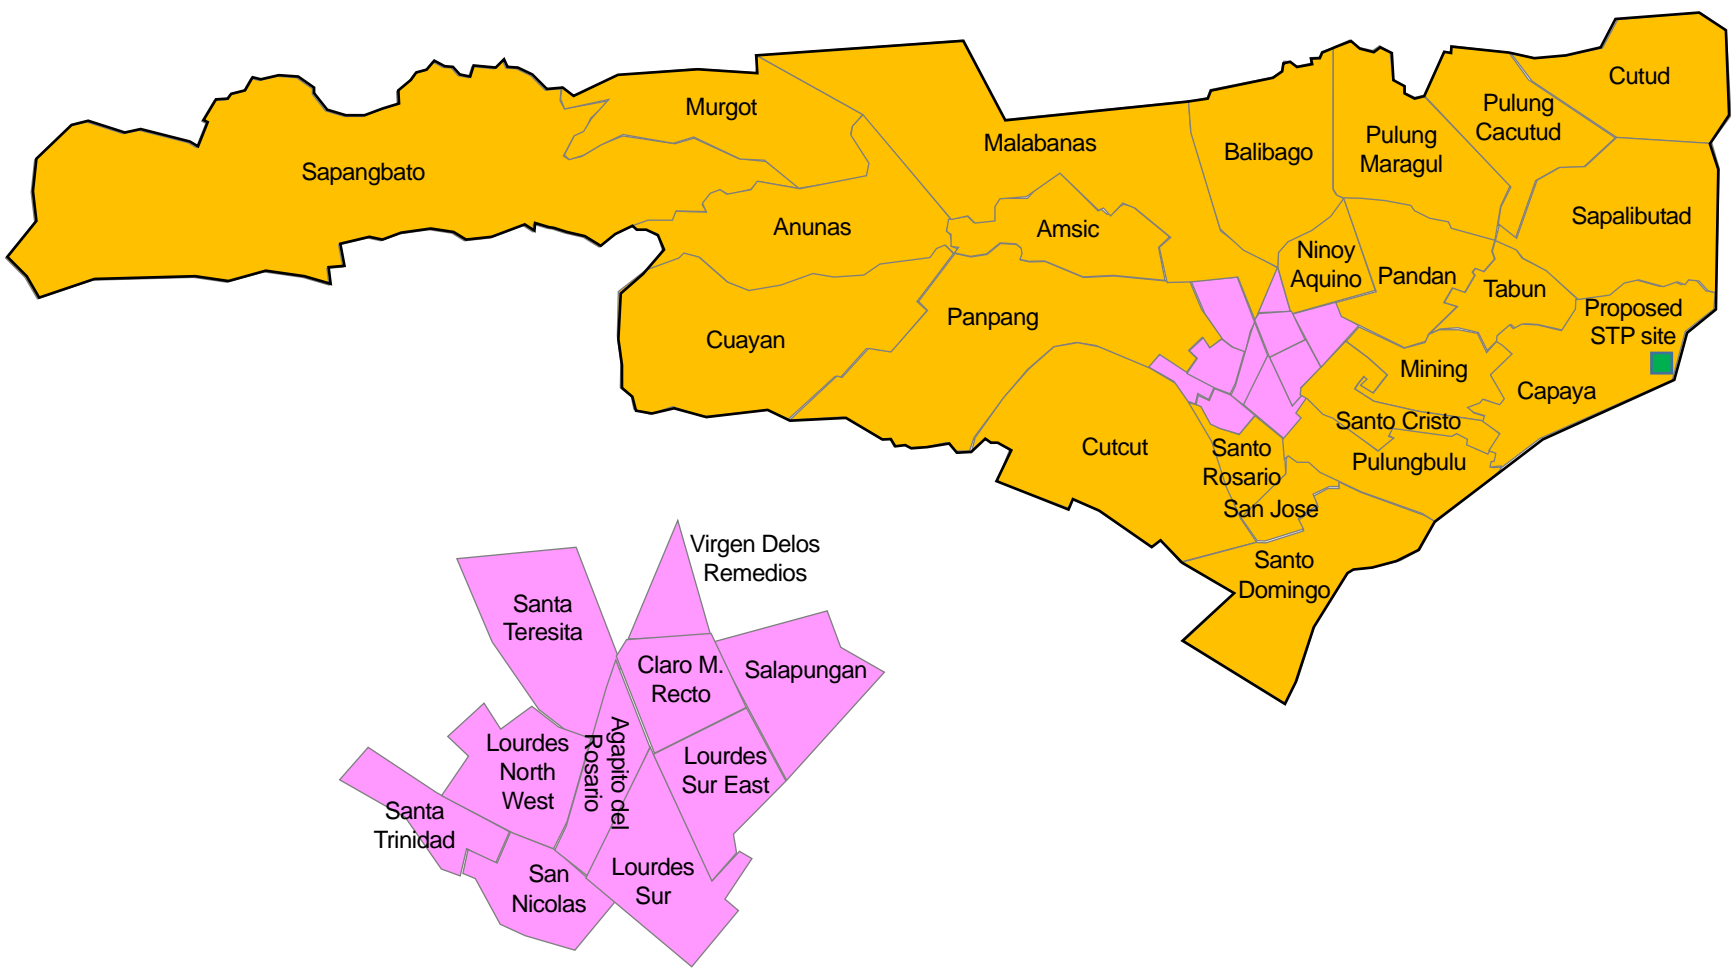 Cutud
Pulung
Cacutud
Murgot
Malabanas
Balibago
Pulung
Maragul
Sapangbato
Sapalibutad
Anunas
Amsic
Ninoy
Aquino
Pandan
Tabun
Proposed
STP site
Panpang
Cuayan
Mining
Capaya
Santo Cristo
Cutcut
Santo
Rosario
Pulungbulu
San Jose
Santo
Domingo
Virgen Delos
Remedios
Santa
Teresita
Claro M.
Recto
Salapungan
Agapito del
Rosario
Lourdes
North
West
Lourdes
Sur East
Santa
Trinidad
San
Nicolas
Lourdes
Sur